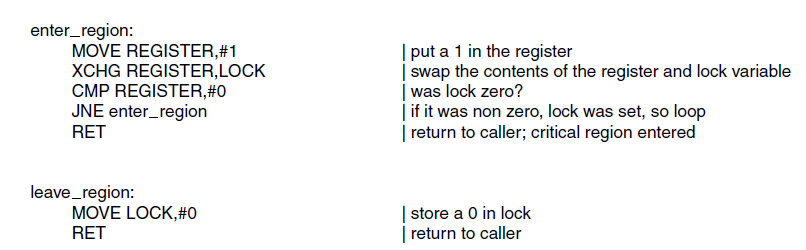 enter_region:
MOVE REGISTER,#1 | put a 1 in the register
XCHG REGISTER,LOCK | swap the contents of the register and lock variable
CMP REGISTER,#0 | was lock zero?
JNE enter_region | if it was non zero, lock was set, so loop
RET | return to caller; critical region entered
leave_region:
MOVE LOCK,#0 | store a 0 in lock
RET | return to caller